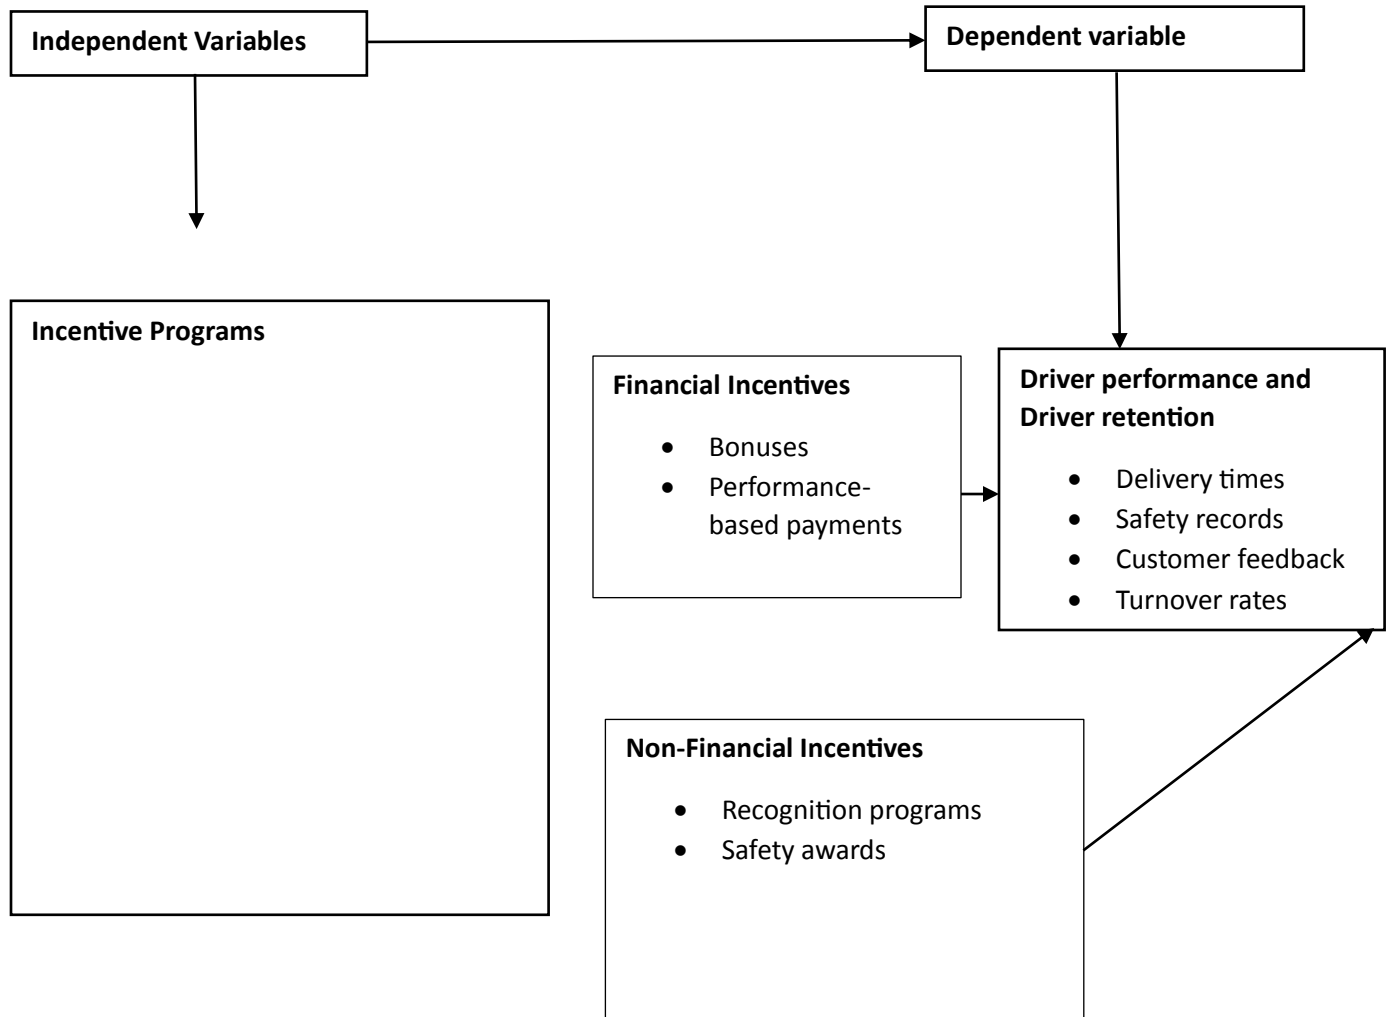 Independent Variables
Dependent variable
Incentive Programs
Financial Incentives
• Bonuses
• Performance-
based payments
Driver performance and
Driver retention
• Delivery times
• Safety records
• Customer feedback
• Turnover rates
Non-Financial Incentives
• Recognition programs
• Safety awards